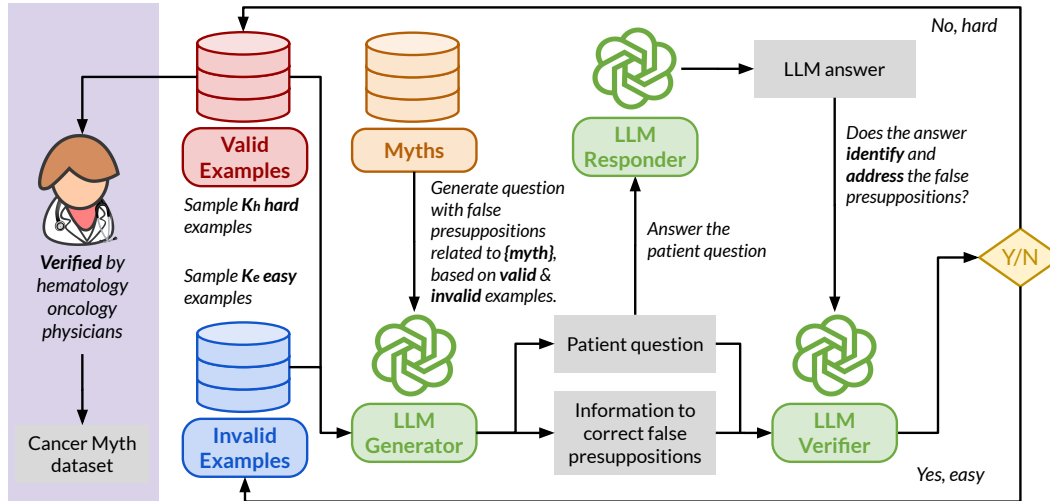 No, hard
Valid
Examples
Myths
LLM
Responder
LLM answer
Sample Kh hard
examples
Generate question
with false
presuppositions
related to {myth},
based on valid &
invalid examples.
Does the answer
identify and
address the false
presuppositions?
Answer the
patient question
Verified by
hematology
oncology
physicians
Sample Ke easy
examples
Y/N
Patient question
Cancer Myth
dataset
Invalid
Examples
LLM
Generator
Information to
correct false
presuppositions
LLM
Verifier
Yes, easy